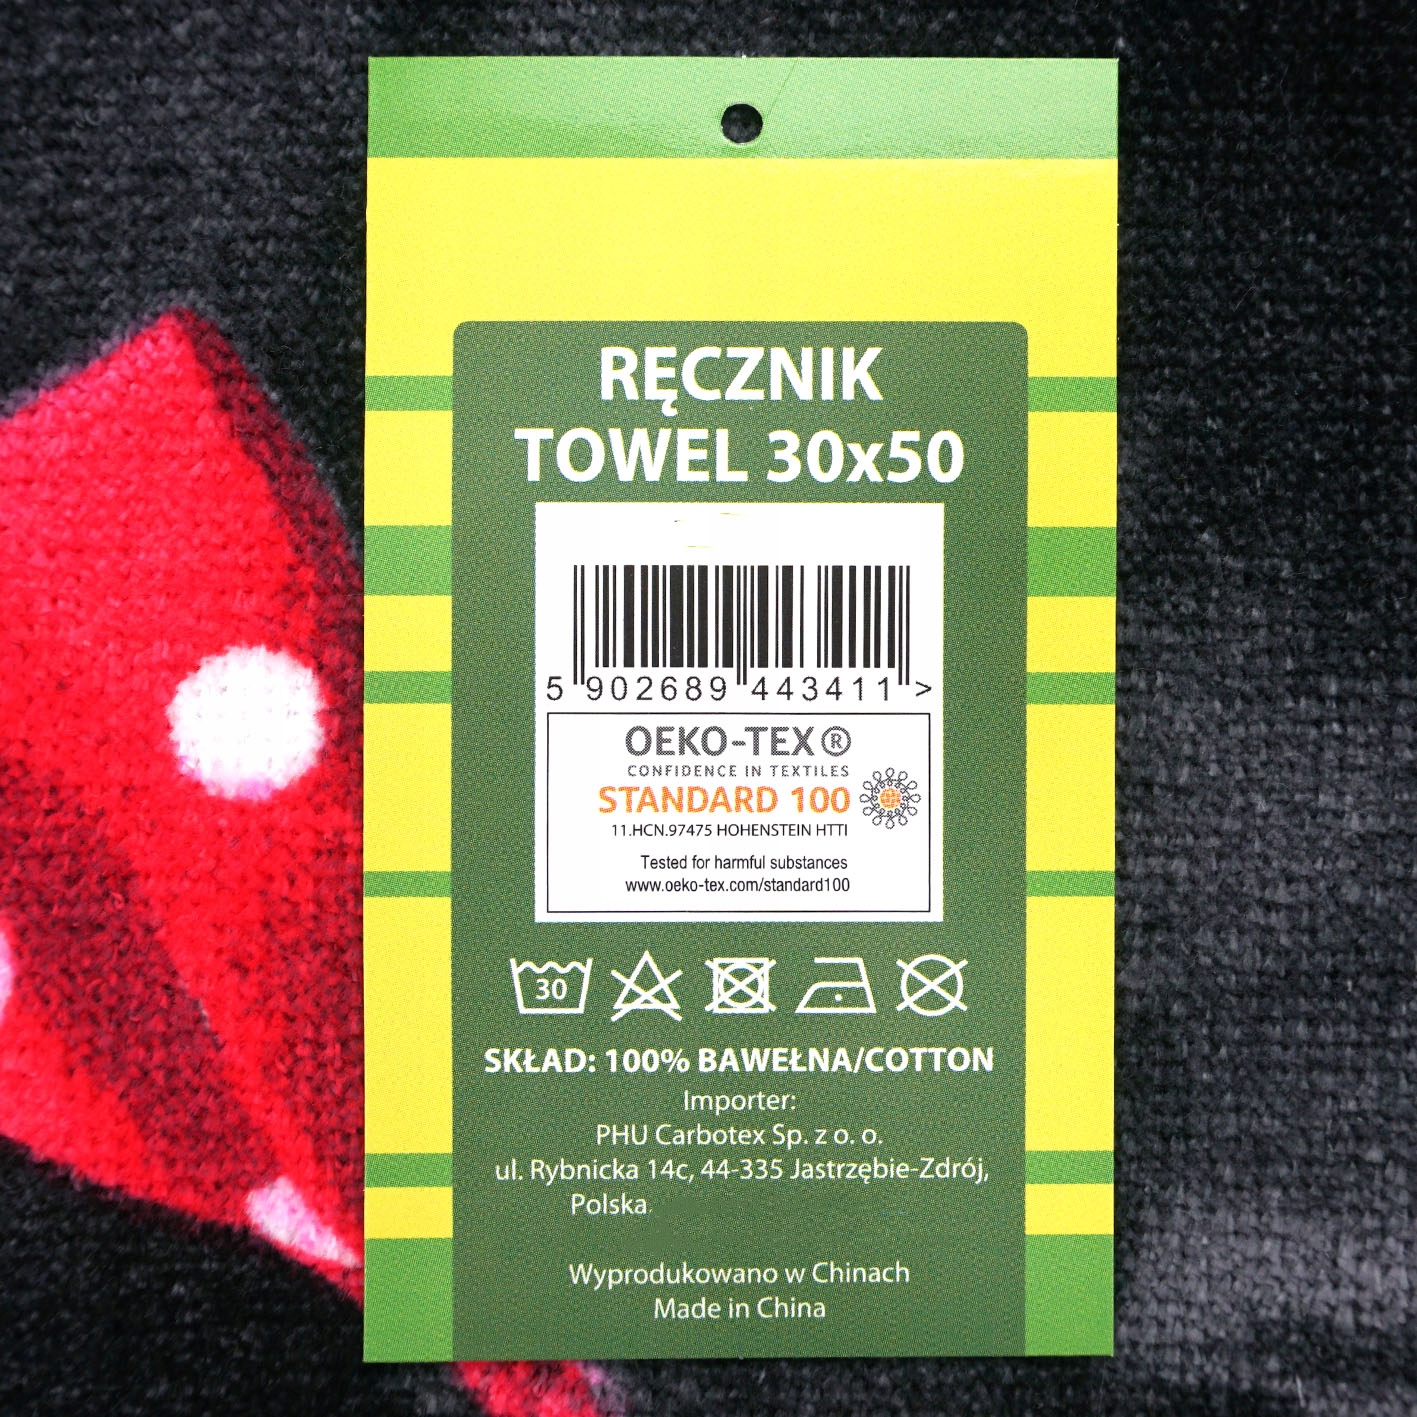 RĘCZNIK
TOWEL 30x50
5 902689 443411 >
OEKO-TEX®
CONFIDENCE IN TEXTILES
STANDARD 100
11.HCN.97475 HOHENSTEIN HTTI
Tested for harmful substances
www.oeko-tex.com/standard100
30
SKŁAD: 100% BAWEŁNA/COTTON
Importer:
PHU Carbotex Sp. z o. o.
ul. Rybnicka 14c, 44-335 Jastrzębie-Zdrój,
Polska
Wyprodukowano w Chinach
Made in China